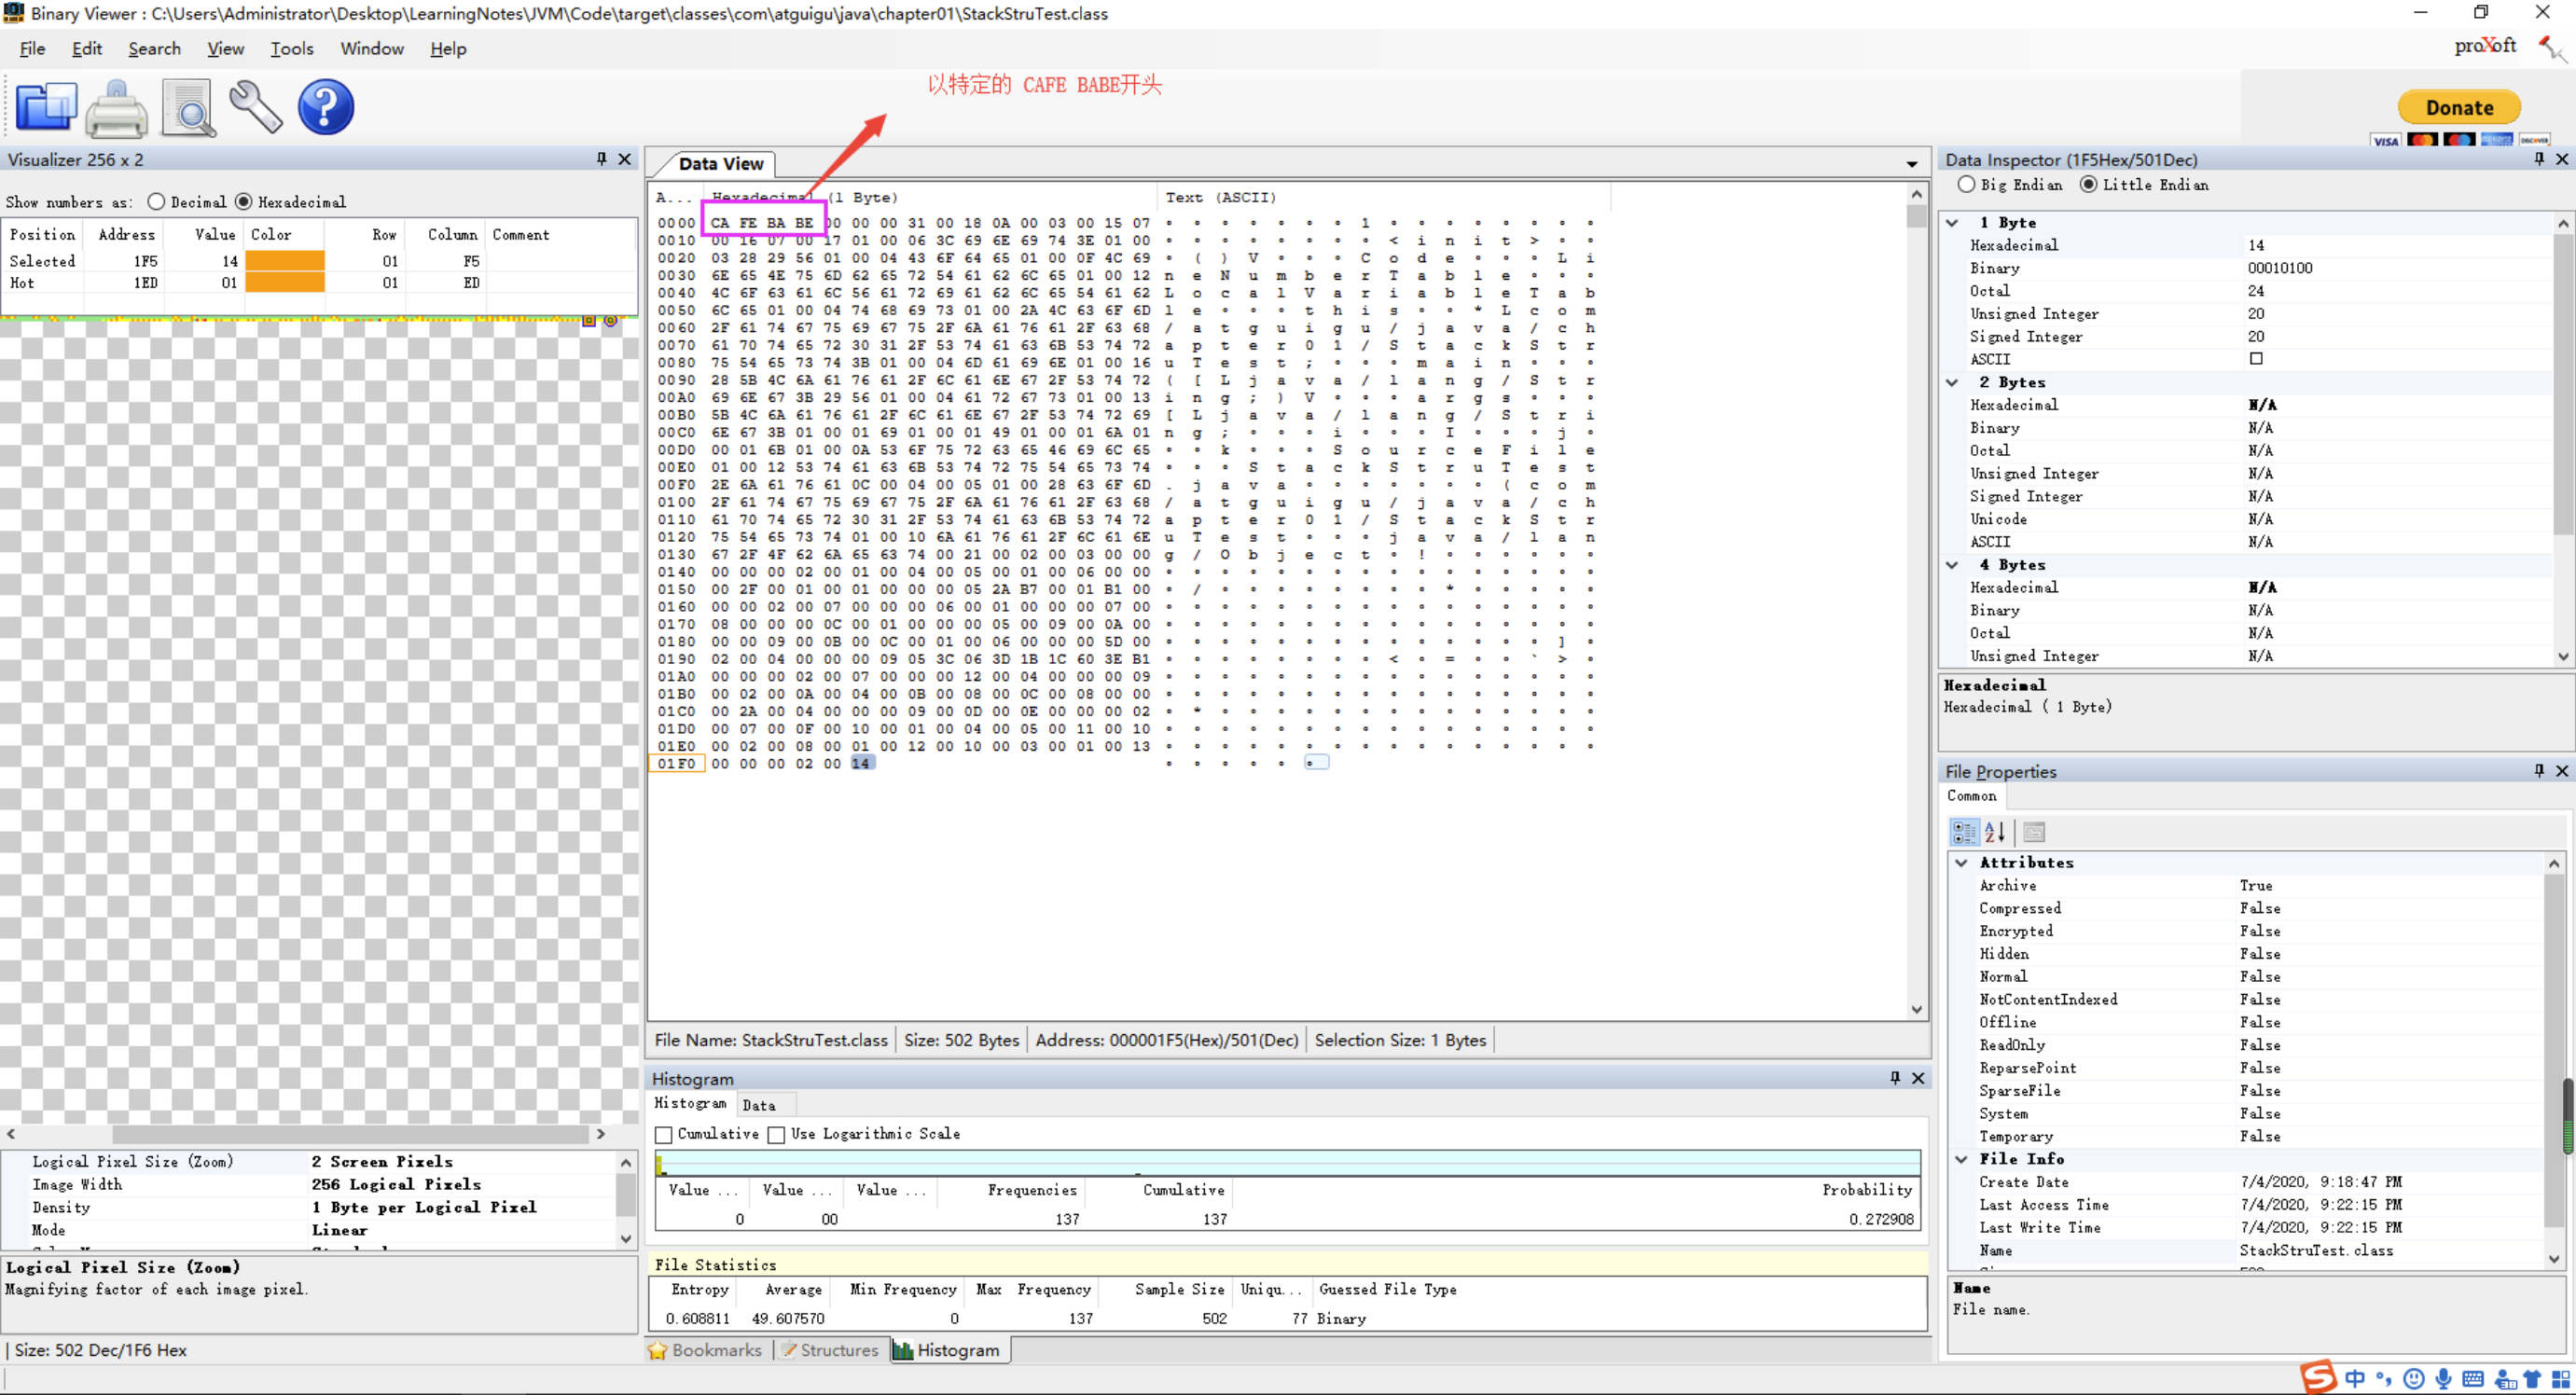 Binary Viewer : C:\Users\Administrator\Desktop\LearningNotes\JVM\Code\target\classes\com\atguigu\java\chapter01\StackStruTest.class
File Edit Search View Tools Window Help
proXoft
以特定的 CAFE BABE开头
Donate
VISA
Visualizer 256 x 2
Show numbers as: Decimal Hexadecimal
Position Address Value Color Row Column Comment
Selected 1F5 14 01 F5
Hot 1ED 01 01 ED
Logical Pixel Size (Zoom) 2 Screen Pixels
Image Width 256 Logical Pixels
Density 1 Byte per Logical Pixel
Mode Linear
Logical Pixel Size (Zoom)
Magnifying factor of each image pixel.
Size: 502 Dec/1F6 Hex
Data View
A... Hexadecimal (1 Byte) Text (ASCII)
0000 CA FE BA BE 00 00 00 31 00 18 0A 00 03 00 15 07 1
0010 00 16 07 00 17 01 00 06 3C 69 6E 69 74 3E 01 00 < i n i t >
0020 03 28 29 56 01 00 04 43 6F 64 65 01 00 0F 4C 69 ( ) V C o d e L i
0030 6E 65 4E 75 6D 62 65 72 54 61 62 6C 65 01 00 12 n e N u m b e r T a b l e
0040 4C 6F 63 61 6C 56 61 72 69 61 62 6C 65 54 61 62 L o c a l V a r i a b l e T a b
0050 6C 65 01 00 04 74 68 69 73 01 00 2A 4C 63 6F 6D l e t h i s * L c o m
0060 2F 61 74 67 75 69 67 75 2F 6A 61 76 61 2F 63 68 / a t g u i g u / j a v a / c h
0070 61 70 74 65 72 30 31 2F 53 74 61 63 6B 53 74 72 a p t e r 0 1 / S t a c k S t r
0080 75 54 65 73 74 3B 01 00 04 6D 61 69 6E 01 00 16 u T e s t ; m a i n
0090 28 5B 4C 6A 61 76 61 2F 6C 61 6E 67 2F 53 74 72 ( [ L j a v a / l a n g / S t r
00A0 69 6E 67 3B 29 56 01 00 04 61 72 67 73 01 00 13 i n g ; ) V a r g s
00B0 5B 4C 6A 61 76 61 2F 6C 61 6E 67 2F 53 74 72 69 [ L j a v a / l a n g / S t r i
00C0 6E 67 3B 01 00 01 69 01 00 01 49 01 00 01 6A 01 n g ; i I j
00D0 00 01 6B 01 00 0A 53 6F 75 72 63 65 46 69 6C 65 k S o u r c e F i l e
00E0 01 00 12 53 74 61 63 6B 53 74 72 75 54 65 73 74 S t a c k S t r u T e s t
00F0 2E 6A 61 76 61 0C 00 04 00 05 01 00 28 63 6F 6D . j a v a ( c o m
0100 2F 61 74 67 75 69 67 75 2F 6A 61 76 61 2F 63 68 / a t g u i g u / j a v a / c h
0110 61 70 74 65 72 30 31 2F 53 74 61 63 6B 53 74 72 a p t e r 0 1 / S t a c k S t r
0120 75 54 65 73 74 01 00 10 6A 61 76 61 2F 6C 61 6E u T e s t j a v a / l a n
0130 67 2F 4F 62 6A 65 63 74 00 21 00 02 00 03 00 00 g / O b j e c t !
0140 00 00 00 02 00 01 00 04 00 05 00 01 00 06 00 00
0150 00 2F 00 01 00 01 00 00 00 05 2A B7 00 01 B1 00 / *
0160 00 00 02 00 07 00 00 00 06 00 01 00 00 00 07 00
0170 08 00 00 00 0C 00 01 00 00 00 05 00 09 00 0A 00
0180 00 00 09 00 0B 00 0C 00 01 00 06 00 00 00 5D 00 ]
0190 02 00 04 00 00 00 09 05 3C 06 3D 1B 1C 60 3E B1 < = ` >
01A0 00 00 00 02 00 07 00 00 00 12 00 04 00 00 00 09
01B0 00 02 00 0A 00 04 00 0B 00 08 00 0C 00 08 00 00
01C0 00 2A 00 04 00 00 00 09 00 0D 00 0E 00 00 00 02 *
01D0 00 07 00 0F 00 10 00 01 00 04 00 05 00 11 00 10
01E0 00 02 00 08 00 01 00 12 00 10 00 03 00 01 00 13
01F0 00 00 00 02 00 14
File Name: StackStruTest.class Size: 502 Bytes Address: 000001F5(Hex)/501(Dec) Selection Size: 1 Bytes
Histogram
Histogram Data
Cumulative Use Logarithmic Scale
Value ... Value ... Value ... Frequencies Cumulative Probability
0 00 137 137 0.272908
File Statistics
Entropy Average Min Frequency Max Frequency Sample Size Uniqu... Guessed File Type
0.608811 49.607570 0 137 502 77 Binary
Bookmarks Structures Histogram
Data Inspector (1F5Hex/501Dec)
Big Endian Little Endian
1 Byte
Hexadecimal 14
Binary 00010100
Octal 24
Unsigned Integer 20
Signed Integer 20
ASCII □
2 Bytes
Hexadecimal N/A
Binary N/A
Octal N/A
Unsigned Integer N/A
Signed Integer N/A
Unicode N/A
ASCII N/A
4 Bytes
Hexadecimal N/A
Binary N/A
Octal N/A
Unsigned Integer N/A
Hexadecimal
Hexadecimal ( 1 Byte)
File Properties
Common
Attributes
Archive True
Compressed False
Encrypted False
Hidden False
Normal False
NotContentIndexed False
Offline False
ReadOnly False
ReparsePoint False
SparseFile False
System False
Temporary False
File Info
Create Date 7/4/2020, 9:18:47 PM
Last Access Time 7/4/2020, 9:22:15 PM
Last Write Time 7/4/2020, 9:22:15 PM
Name StackStruTest.class
Name
File name.
中